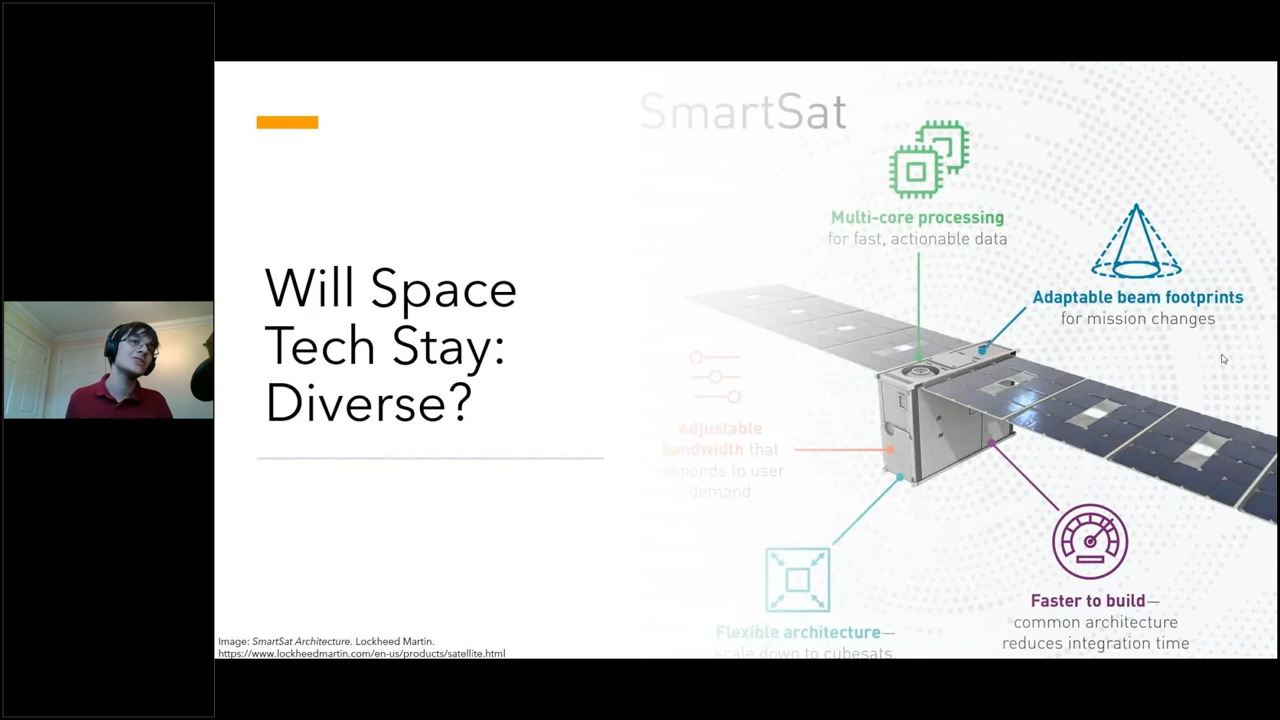 SmartSat
Multi-core processing
for fast, actionable data
Adaptable beam footprints
for mission changes
Will Space
Tech Stay:
Diverse?
Adjustable
bandwidth that
responds to user
demand
Flexible architecture—
scale down to cubesats
Faster to build—
common architecture
reduces integration time
Image: SmartSat Architecture. Lockheed Martin.
https://www.lockheedmartin.com/en-us/products/satellite.html